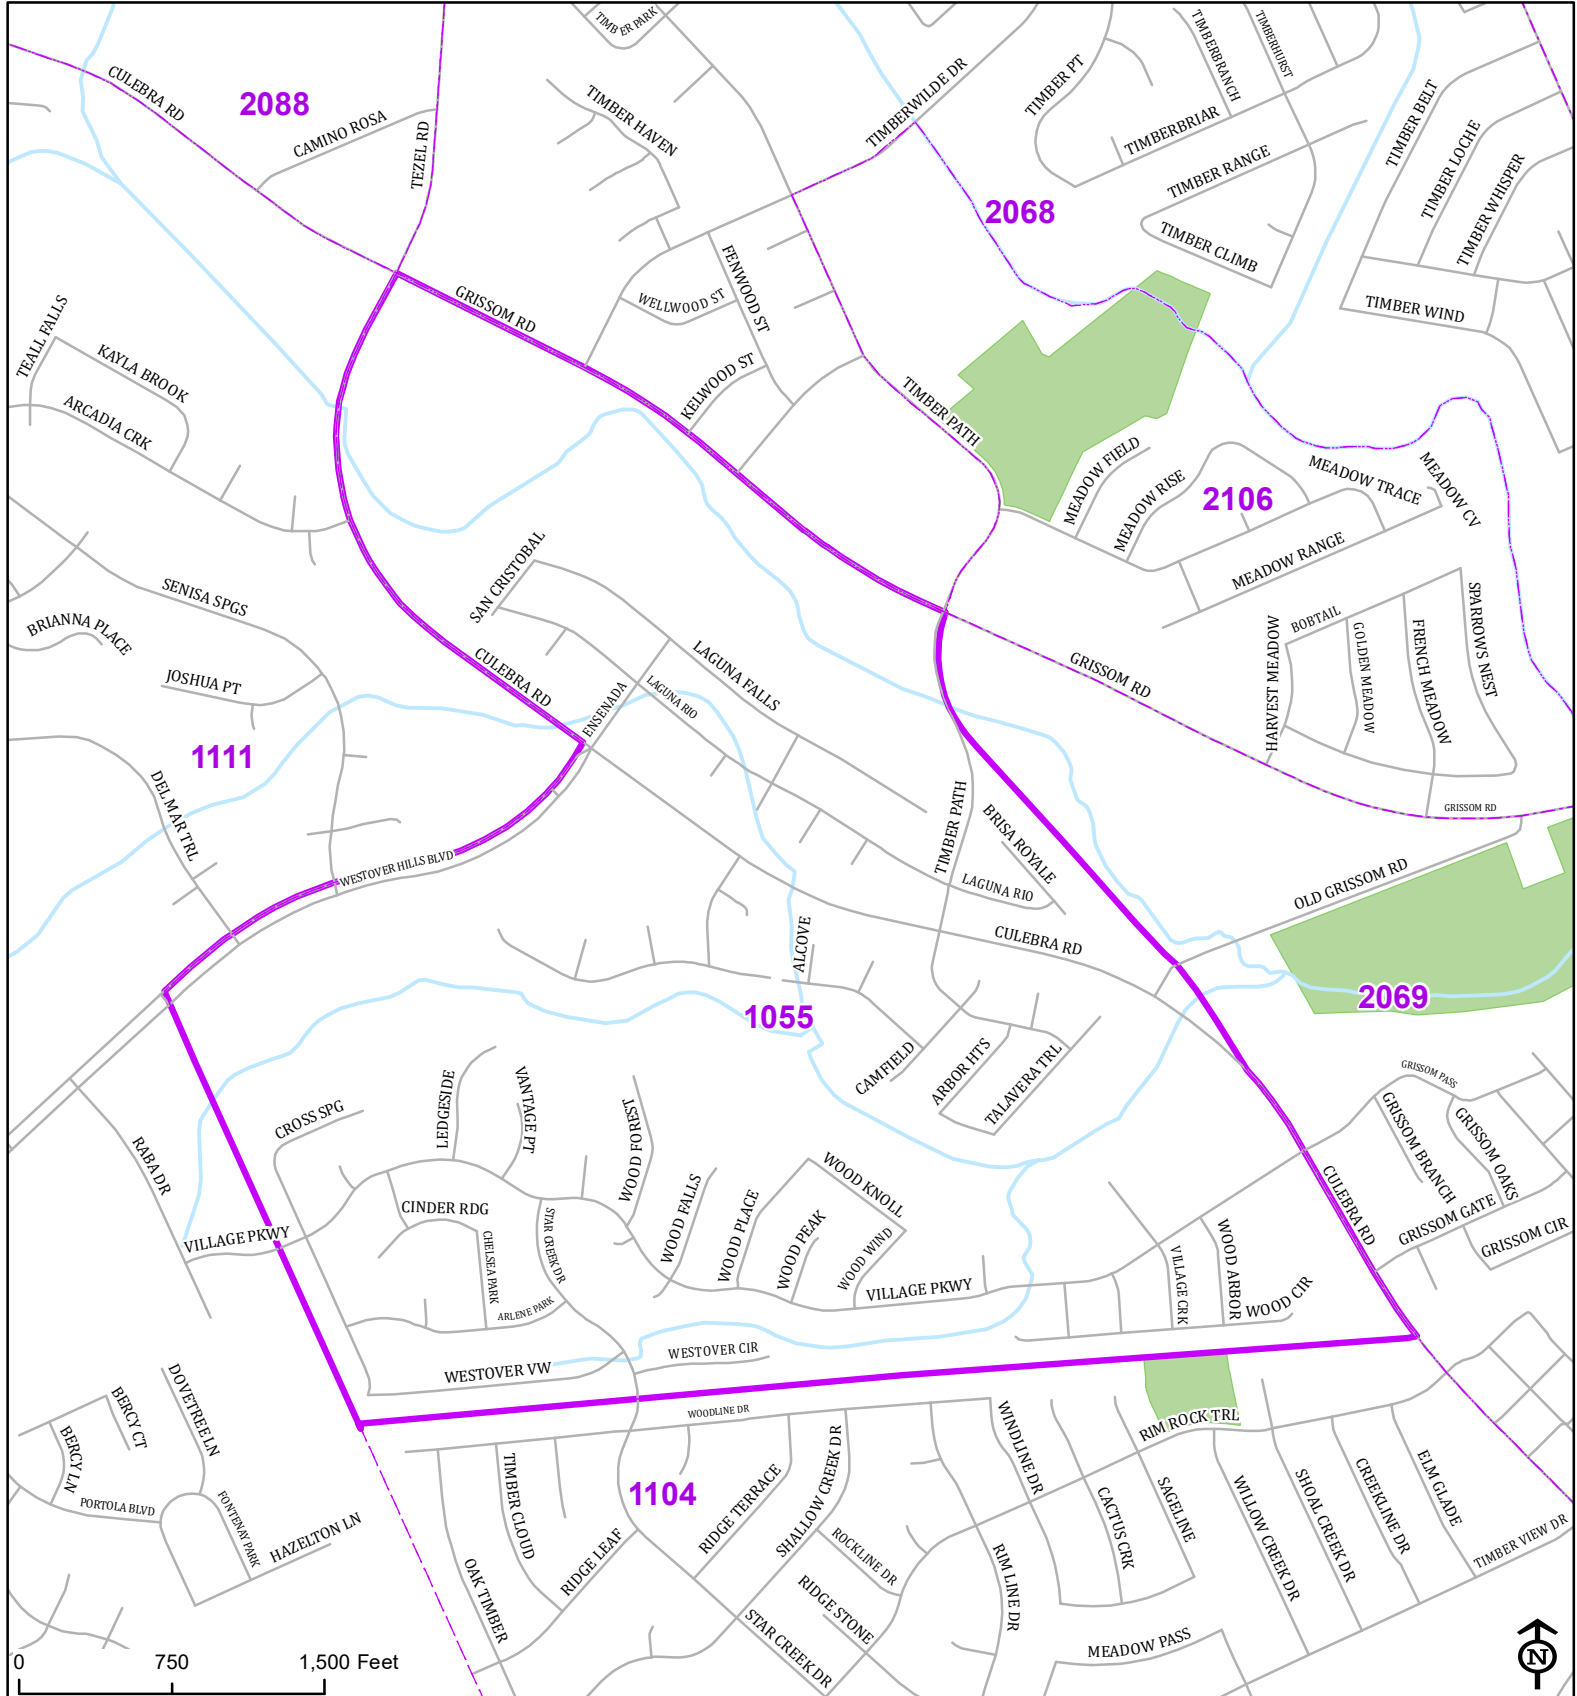 TIMBER PARK
TIMBERBRANCH
TIMBERHURST
CULEBRA RD
2088
CAMINO ROSA
TEZEL RD
TIMBER HAVEN
TIMBERWILDE DR
TIMBER PT
TIMBERBRIAR
TIMBER RANGE
TIMBER BELT
TIMBER LOCHE
TIMBER WHISPER
2068
TIMBER CLIMB
TIMBER WIND
FENWOOD ST
WELLWOOD ST
GRISSOM RD
KELWOOD ST
TEALL FALLS
KAYLA BROOK
ARCADIA CRK
TIMBER PATH
MEADOW FIELD
MEADOW RISE
2106
MEADOW TRACE
MEADOW CV
MEADOW RANGE
SENISA SPGS
BRIANNA PLACE
JOSHUA PT
SAN CRISTOBAL
CULEBRA RD
ENSENADA
LAGUNA RIO
LAGUNA FALLS
GRISSOM RD
HARVEST MEADOW
BOBTAIL
GOLDEN MEADOW
FRENCH MEADOW
SPARROWS NEST
1111
DEL MAR TRL
WESTOVER HILLS BLVD
TIMBER PATH
BRISA ROYALE
LAGUNA RIO
GRISSOM RD
OLD GRISSOM RD
CULEBRA RD
ALCOVE
1055
2069
CAMFIELD
ARBOR HTS
TALAVERA TRL
GRISSOM PASS
GRISSOM BRANCH
GRISSOM OAKS
GRISSOM GATE
GRISSOM CIR
CULEBRA RD
RABA DR
CROSS SPG
LEDGESIDE
VANTAGE PT
WOOD FOREST
WOOD FALLS
WOOD PLACE
WOOD KNOLL
WOOD PEAK
WOOD WIND
VILLAGE PKWY
CINDER RDG
CHELSEA PARK
STAR CREEK DR
ARLENE PARK
VILLAGE PKWY
VILLAGE CRK
WOOD ARBOR
WOOD CIR
WESTOVER VW
WESTOVER CIR
WOODLINE DR
DOVETREE LN
BERCY CT
BERCY LN
PORTOLA BLVD
FONTENAY PARK
HAZELTON LN
1104
TIMBER CLOUD
OAK TIMBER
RIDGE LEAF
RIDGE TERRACE
SHALLOW CREEK DR
ROCKLINE DR
RIDGE STONE
STAR CREEK DR
WINDLINE DR
RIM LINE DR
RIM ROCK TRL
CACTUS CRK
SAGELINE
WILLOW CREEK DR
SHOAL CREEK DR
CREEKLINE DR
ELM GLADE
TIMBER VIEW DR
MEADOW PASS
0 750 1,500 Feet
N